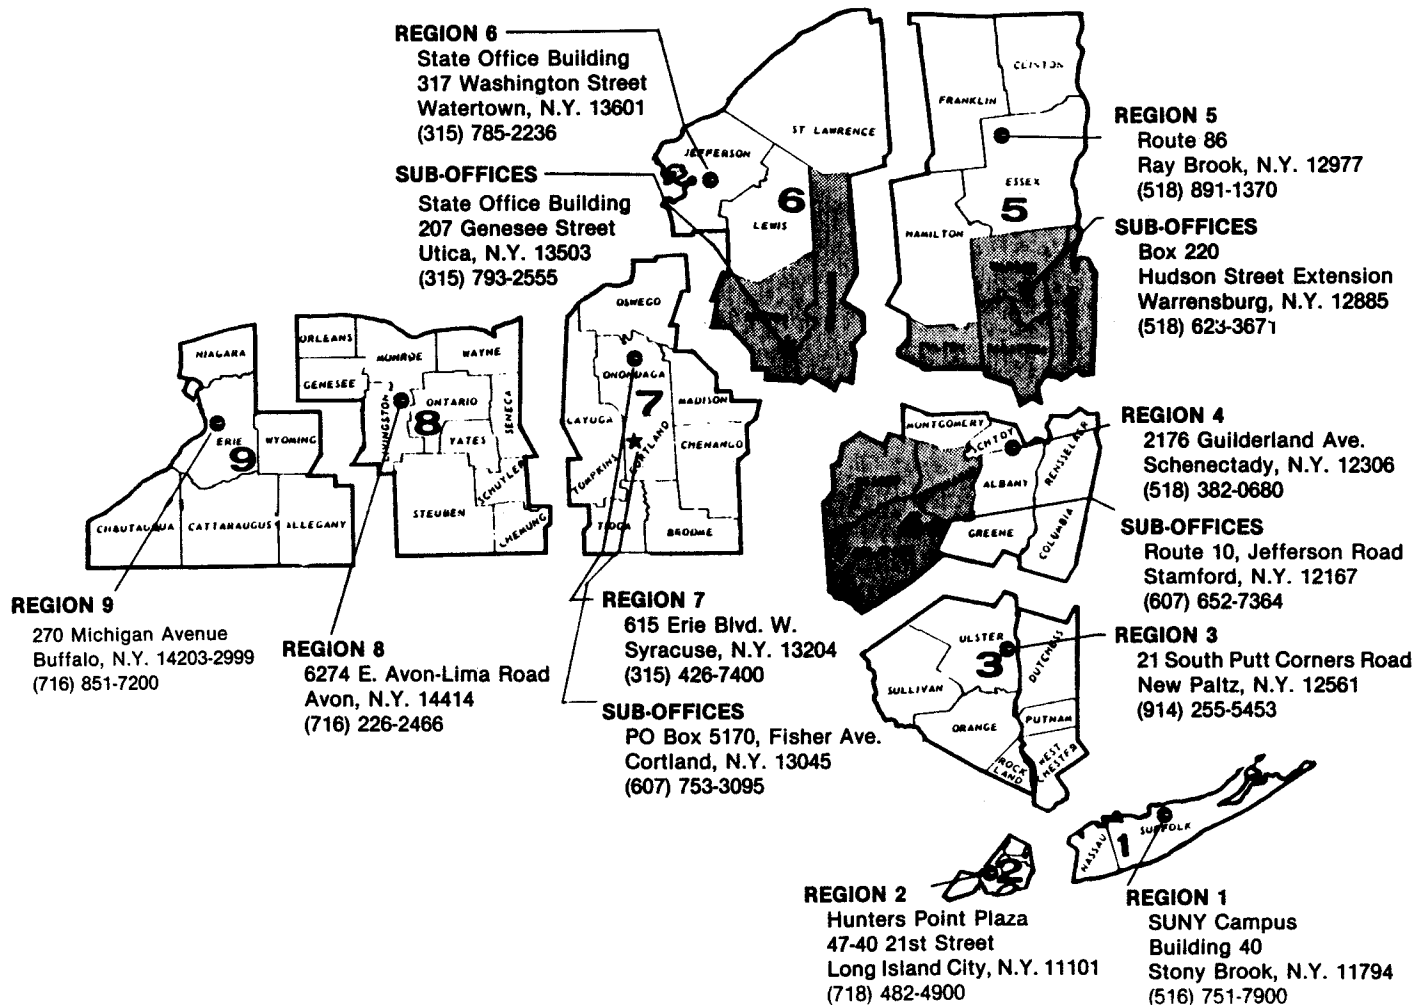 REGION 6
State Office Building
317 Washington Street
Watertown, N.Y. 13601
(315) 785-2236
SUB-OFFICES
State Office Building
207 Genesee Street
Utica, N.Y. 13503
(315) 793-2555
ST LAWRENCE
JEFFERSON
LEWIS
6
CLINTON
FRANKLIN
ESSEX
5
HAMILTON
REGION 5
Route 86
Ray Brook, N.Y. 12977
(518) 891-1370
SUB-OFFICES
Box 220
Hudson Street Extension
Warrensburg, N.Y. 12885
(518) 623-3671
NIAGARA
ERIE
WYOMING
9
CHAUTAUQUA
CATTARAUGUS
ALLEGANY
ORLEANS
MONROE
WAYNE
GENESEE
LIVINGSTON
ONTARIO
8
SENECA
YATES
STEUBEN
SCHUYLER
CHEMUNG
OSWEGO
ONONDAGA
7
MADISON
CAYUGA
CORTLAND
CHENANGO
TOMPKINS
TIOGA
BROOME
MONTGOMERY
SCHTDY
RENSSELAER
ALBANY
GREENE
COLUMBIA
REGION 4
2176 Guilderland Ave.
Schenectady, N.Y. 12306
(518) 382-0680
SUB-OFFICES
Route 10, Jefferson Road
Stamford, N.Y. 12167
(607) 652-7364
REGION 9
270 Michigan Avenue
Buffalo, N.Y. 14203-2999
(716) 851-7200
REGION 8
6274 E. Avon-Lima Road
Avon, N.Y. 14414
(716) 226-2466
REGION 7
615 Erie Blvd. W.
Syracuse, N.Y. 13204
(315) 426-7400
SUB-OFFICES
PO Box 5170, Fisher Ave.
Cortland, N.Y. 13045
(607) 753-3095
ULSTER
3
DUTCHESS
SULLIVAN
ORANGE
PUTNAM
ROCK
LAND
WEST
CHESTER
REGION 3
21 South Putt Corners Road
New Paltz, N.Y. 12561
(914) 255-5453
2
NASSAU
1
SUFFOLK
REGION 2
Hunters Point Plaza
47-40 21st Street
Long Island City, N.Y. 11101
(718) 482-4900
REGION 1
SUNY Campus
Building 40
Stony Brook, N.Y. 11794
(516) 751-7900